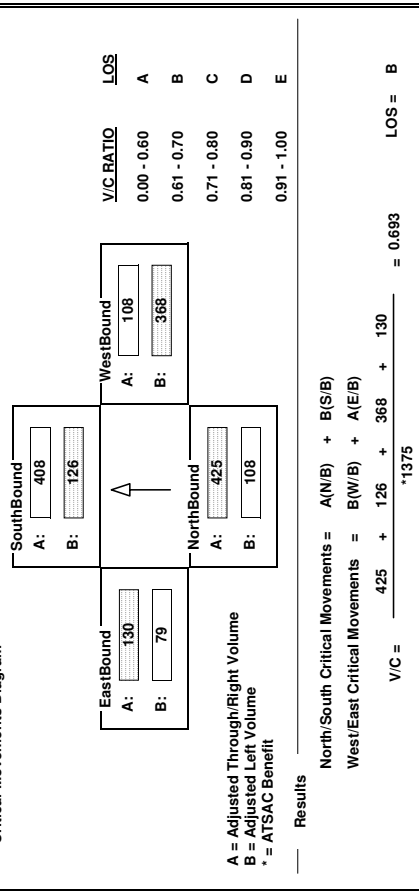 SouthBound
A: 408
B: 126
EastBound
A: 130
B: 79
WestBound
A: 108
B: 368
NorthBound
A: 425
B: 108
V/C RATIO LOS
0.00 - 0.60 A
0.61 - 0.70 B
0.71 - 0.80 C
0.81 - 0.90 D
0.91 - 1.00 E
A = Adjusted Through/Right Volume
B = Adjusted Left Volume
* = ATSAC Benefit
Results
North/South Critical Movements = A(N/B) + B(S/B)
West/East Critical Movements = B(W/B) + A(E/B)
V/C = 425 + 126 + 368 + 130 = 0.693 LOS = B
*1375